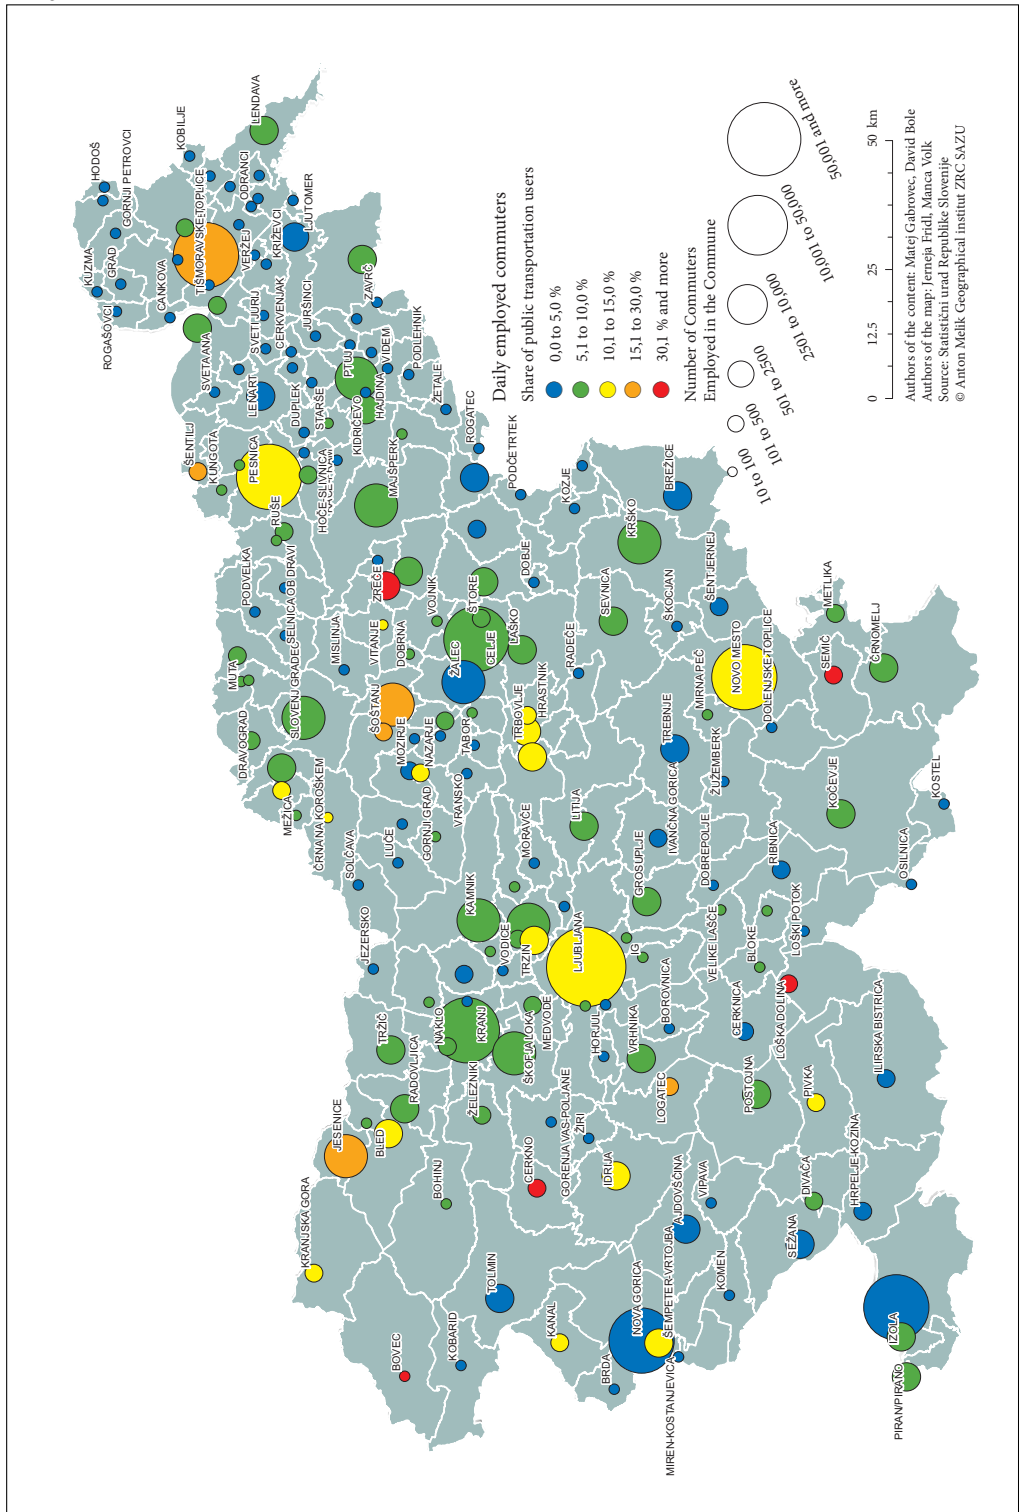 HODOŠ
KOBILJE
GORNJI PETROVCI
KUZMA
GRAD
ROGAŠOVCI
CANKOVA
TIŠINA
MORAVSKE-TOPLICE
ODRANCI
LENDAVA
VERŽEJ
KRIŽEVCI
LJUTOMER
SVETI JURIJ
CERKVENJAK
JURŠINCI
ZAVRČ
SVETA ANA
LENART
DUPLEK
STARŠE
PTUJ
VIDEM
PODLEHNIK
HAJDINA
KIDRIČEVO
ŽETALE
ŠENTILJ
KUNGOTA
PESNICA
HOČE-SLIVNICA
MAJŠPERK
ROGATEC
RUŠE
PODČETRTEK
KOZJE
BREŽICE
KRŠKO
PODVELKA
SELNICA OB DRAVI
ZREČE
VOJNIK
ŠTORE
DOBJE
MISLINJA
VITANJE
DOBRNA
CELJE
LAŠKO
SEVNICA
ŠKOCJAN
ŠENTJERNEJ
METLIKA
MUTA
SLOVENJ GRADEC
ŠOŠTANJ
ŽALEC
RADEČE
MIRNA PEČ
NOVO MESTO
SEMIČ
ČRNOMELJ
DRAVOGRAD
MOZIRJE
NAZARJE
TABOR
TRBOVLJE
HRASTNIK
TREBNJE
DOLENJSKE-TOPLICE
MEŽICA
ČRNA NA KOROŠKEM
VRANSKO
ŽUŽEMBERK
SOLČAVA
LUČE
GORNJI GRAD
MORAVČE
LITIJA
IVANČNA GORICA
KOČEVJE
KOSTEL
JEZERSKO
KAMNIK
GROSUPLJE
DOBREPOLJE
RIBNICA
OSILNICA
VODICE
TRZIN
LJUBLJANA
IG
VELIKE LAŠČE
BLOKE
LOŠKI POTOK
TRŽIČ
NAKLO
KRANJ
ŠKOFJA LOKA
MEDVODE
HORJUL
VRHNIKA
BOROVNICA
CERKNICA
LOŠKA DOLINA
ILIRSKA BISTRICA
RADOVLJICA
ŽELEZNIKI
LOGATEC
POSTOJNA
PIVKA
JESENICE
BLED
BOHINJ
CERKNO
GORENJA VAS-POLJANE
ŽIRI
IDRIJA
DIVAČA
HRPELJE-KOZINA
KRANJSKA GORA
AJDOVŠČINA
VIPAVA
SEŽANA
TOLMIN
KOMEN
BOVEC
KOBARID
KANAL
NOVA GORICA
ŠEMPETER-VRTOJBA
BRDA
MIREN-KOSTANJEVICA
IZOLA
PIRAN/PIRANO
Daily employed commuters
Share of public transportation users
0,0 to 5,0 %
5,1 to 10,0 %
10,1 to 15,0 %
15,1 to 30,0 %
30,1 % and more
Number of Commuters
Employed in the Commune
10 to 100
101 to 500
501 to 2500
2501 to 10,000
10,001 to 50,000
50,001 and more
0 12.5 25 50 km
Authors of the content: Matej Gabrovec, David Bole
Authors of the map: Jerneja Fridl, Manca Volk
Source: Statistični urad Republike Slovenije
© Anton Melik Geographical institut ZRC SAZU